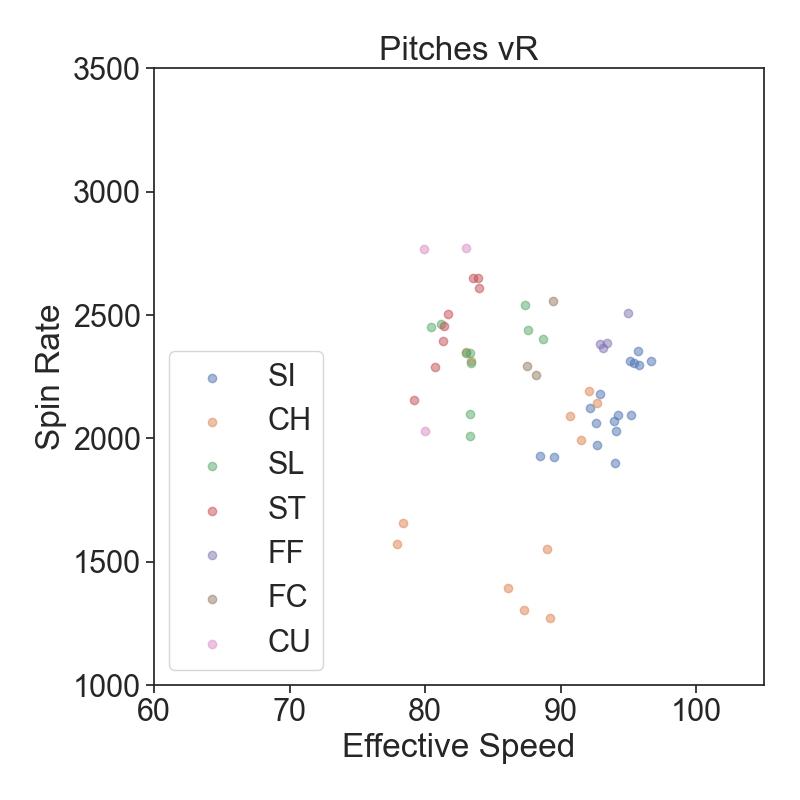 Pitches vR
3500
3000
2500
2000
1500
1000
Spin Rate
SI
CH
SL
ST
FF
FC
CU
60 70 80 90 100
Effective Speed